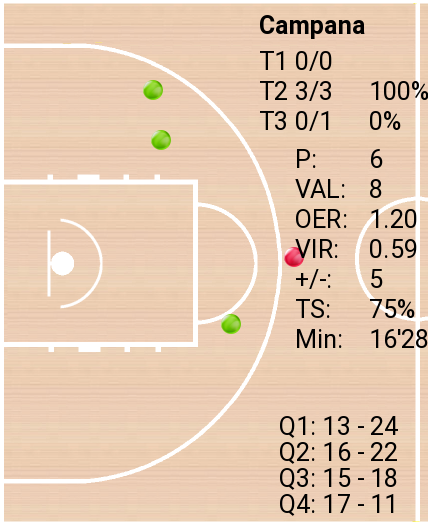 Campana
T1 0/0
T2 3/3 100%
T3 0/1 0%
P: 6
VAL: 8
OER: 1.20
VIR: 0.59
+/-: 5
TS: 75%
Min: 16'28
Q1: 13 - 24
Q2: 16 - 22
Q3: 15 - 18
Q4: 17 - 11